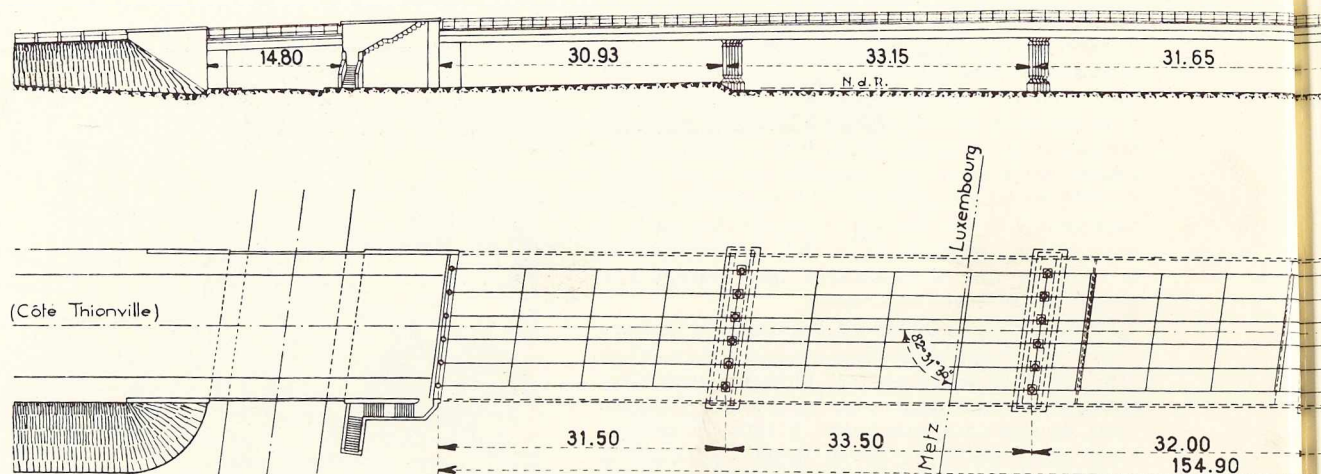 14.80
30.93
33.15
31.65
N.d.R.
Luxembourg
(Côté Thionville)
82°31'30"
31.50
33.50
32.00
Metz
154.90